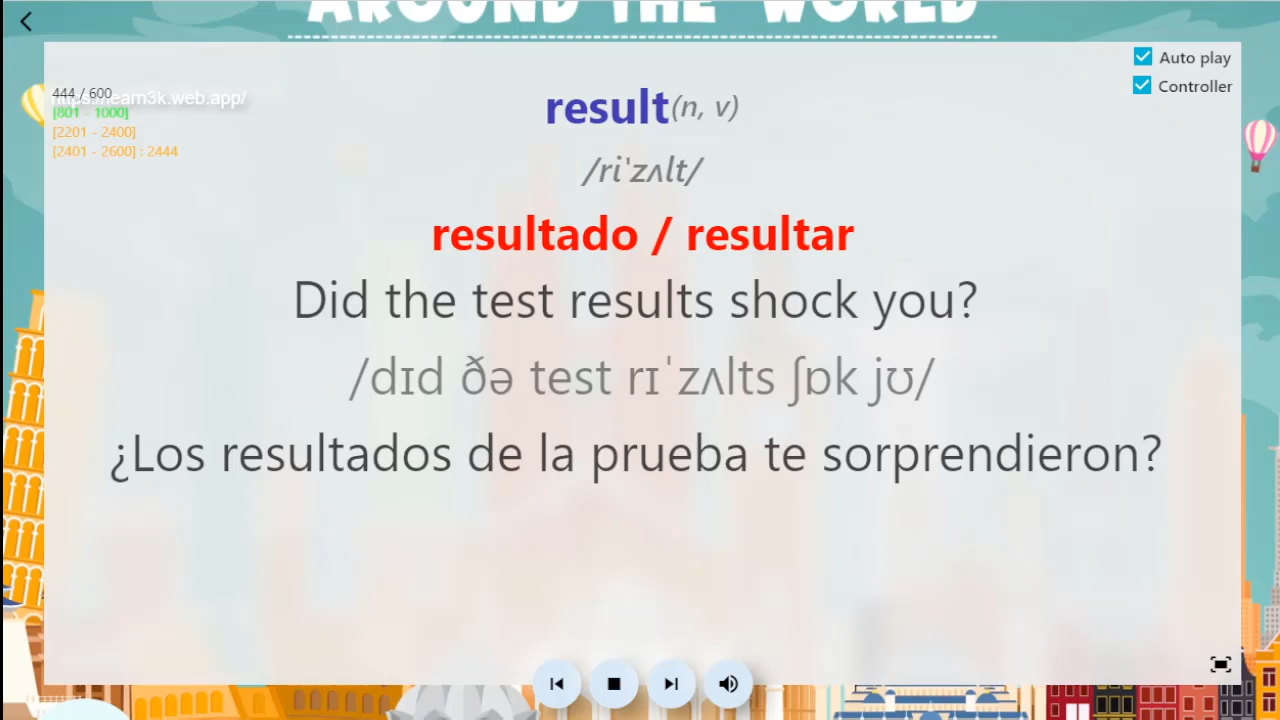 AROUND THE WORLD
Auto play
444 / 600
https://learn3k.web.app/
Controller
[801 - 1000]
[2201 - 2400]
[2401 - 2600] : 2444
result(n, v)
/ri'zʌlt/
resultado / resultar
Did the test results shock you?
/dɪd ðə test rɪˈzʌlts ʃɒk jʊ/
¿Los resultados de la prueba te sorprendieron?